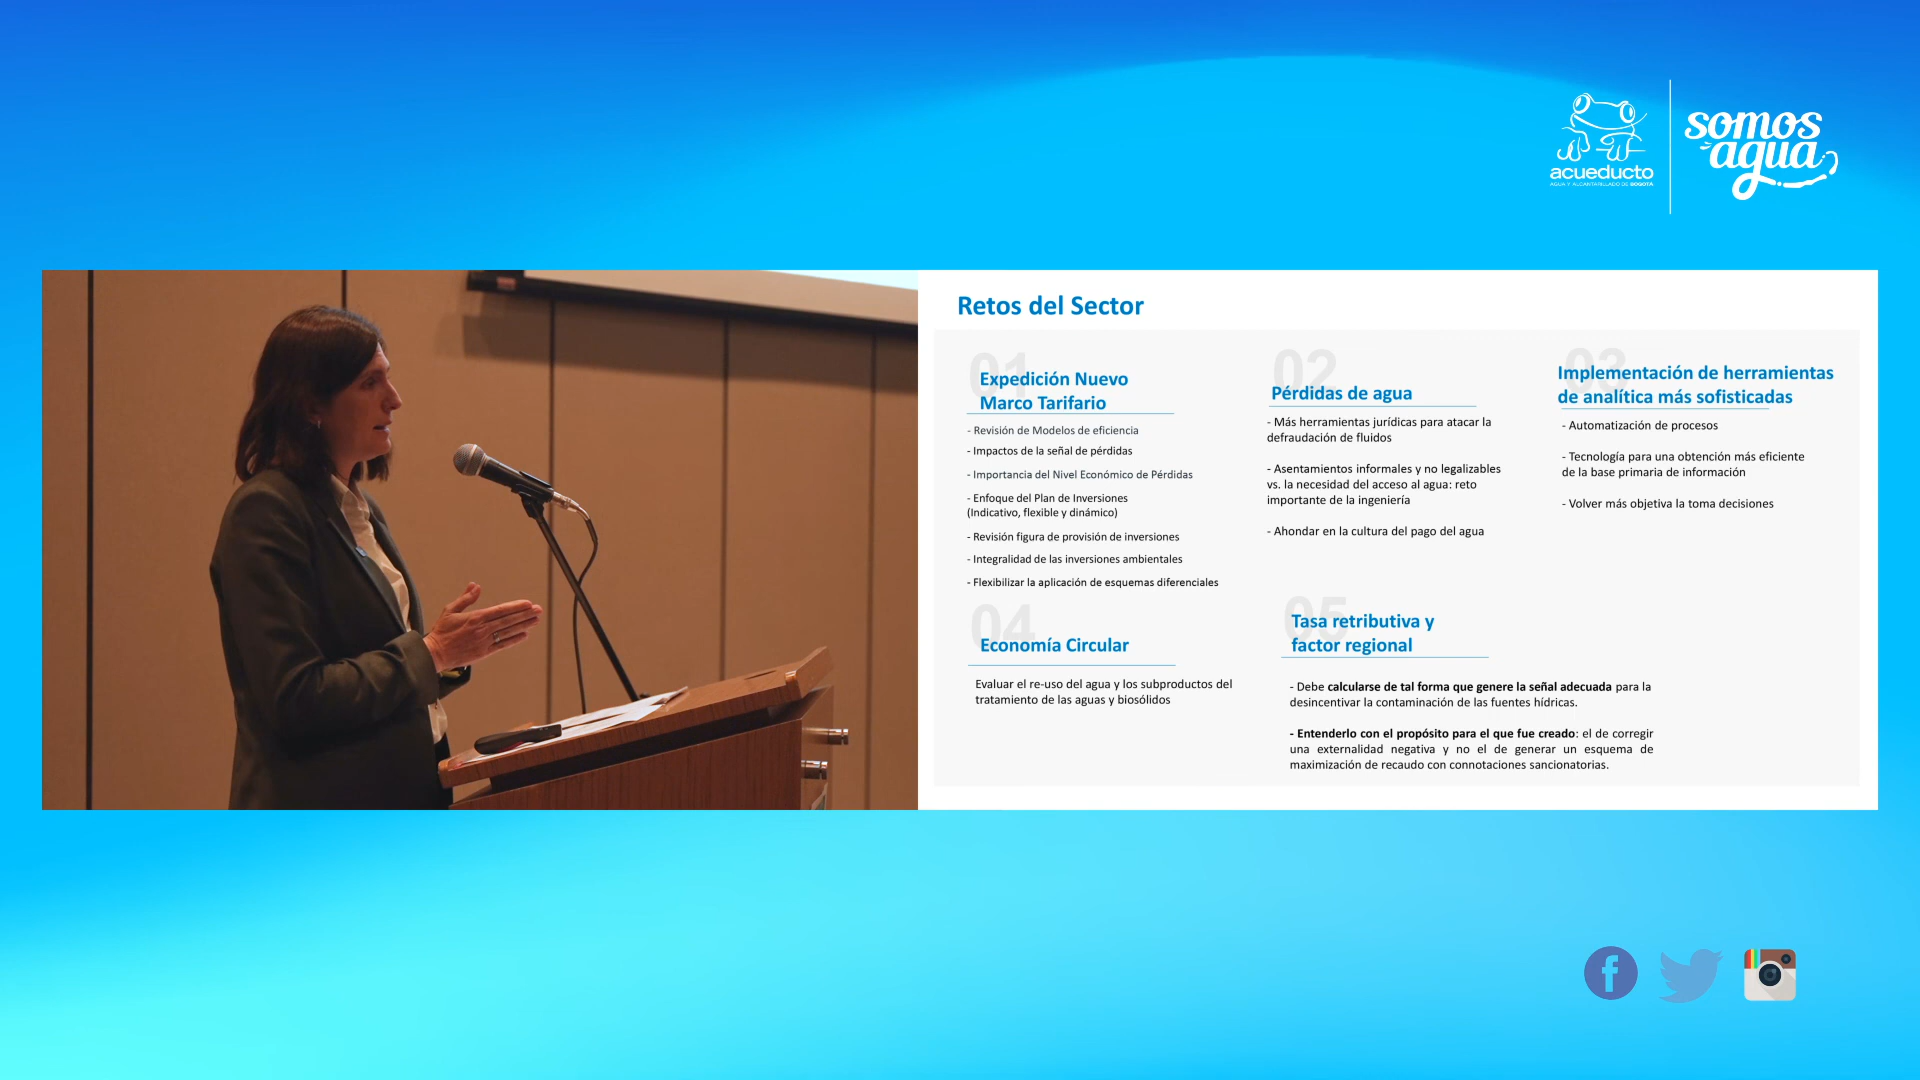 acueducto
AGUA Y ALCANTARILLADO DE BOGOTÁ
somos
agua
Retos del Sector
01
Expedición Nuevo
Marco Tarifario
- Revisión de Modelos de eficiencia
- Impactos de la señal de pérdidas
- Importancia del Nivel Económico de Pérdidas
- Enfoque del Plan de Inversiones
(Indicativo, flexible y dinámico)
- Revisión figura de provisión de inversiones
- Integralidad de las inversiones ambientales
- Flexibilizar la aplicación de esquemas diferenciales
02
Pérdidas de agua
- Más herramientas jurídicas para atacar la
defraudación de fluidos
- Asentamientos informales y no legalizables
vs. la necesidad del acceso al agua: reto
importante de la ingeniería
- Ahondar en la cultura del pago del agua
03
Implementación de herramientas
de analítica más sofisticadas
- Automatización de procesos
- Tecnología para una obtención más eficiente
de la base primaria de información
- Volver más objetiva la toma decisiones
04
Economía Circular
Evaluar el re-uso del agua y los subproductos del
tratamiento de las aguas y biosólidos
05
Tasa retributiva y
factor regional
- Debe calcularse de tal forma que genere la señal adecuada para la
desincentivar la contaminación de las fuentes hídricas.
- Entenderlo con el propósito para el que fue creado: el de corregir
una externalidad negativa y no el de generar un esquema de
maximización de recaudo con connotaciones sancionatorias.